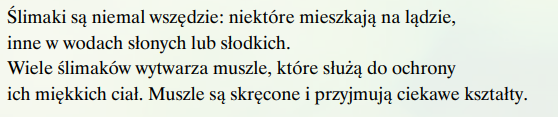 Ślimaki są niemal wszędzie: niektóre mieszkają na lądzie,
inne w wodach słonych lub słodkich.
Wiele ślimaków wytwarza muszle, które służą do ochrony
ich miękkich ciał. Muszle są skręcone i przyjmują ciekawe kształty.